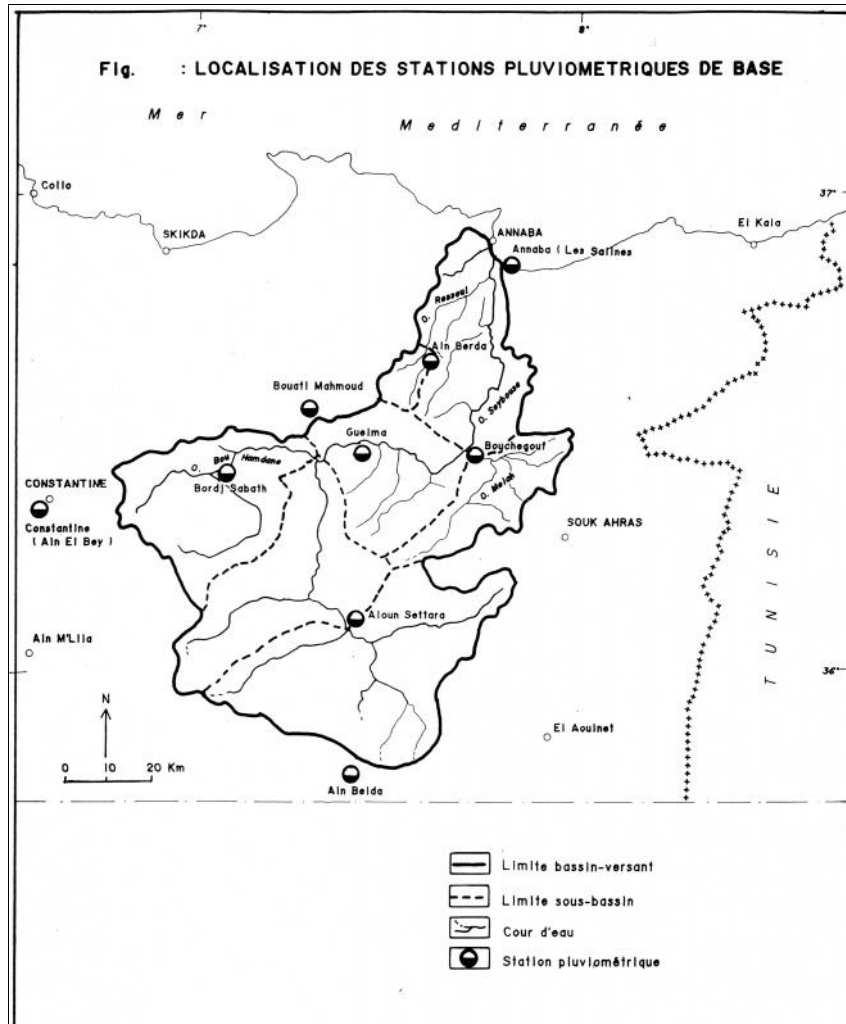 7°
8°
Fig. : LOCALISATION DES STATIONS PLUVIOMETRIQUES DE BASE
Mer
Mediterranée
Collo
37°
SKIKDA
ANNABA
El Kala
Annaba ( Les Salines
O. Ressoul
Ain Berda
Bouati Mahmoud
O. Seybouse
Guelma
Bouchegouf
O. Bou Hamdane
Bordj Sabath
O. Melah
CONSTANTINE
Constantine
( Ain El Bey )
SOUK AHRAS
TUNISIE
Aioun Settara
Ain M'Lila
36°
N
El Aouinet
0 10 20 Km
Ain Beida
Limite bassin-versant
Limite sous-bassin
Cour d'eau
Station pluviométrique